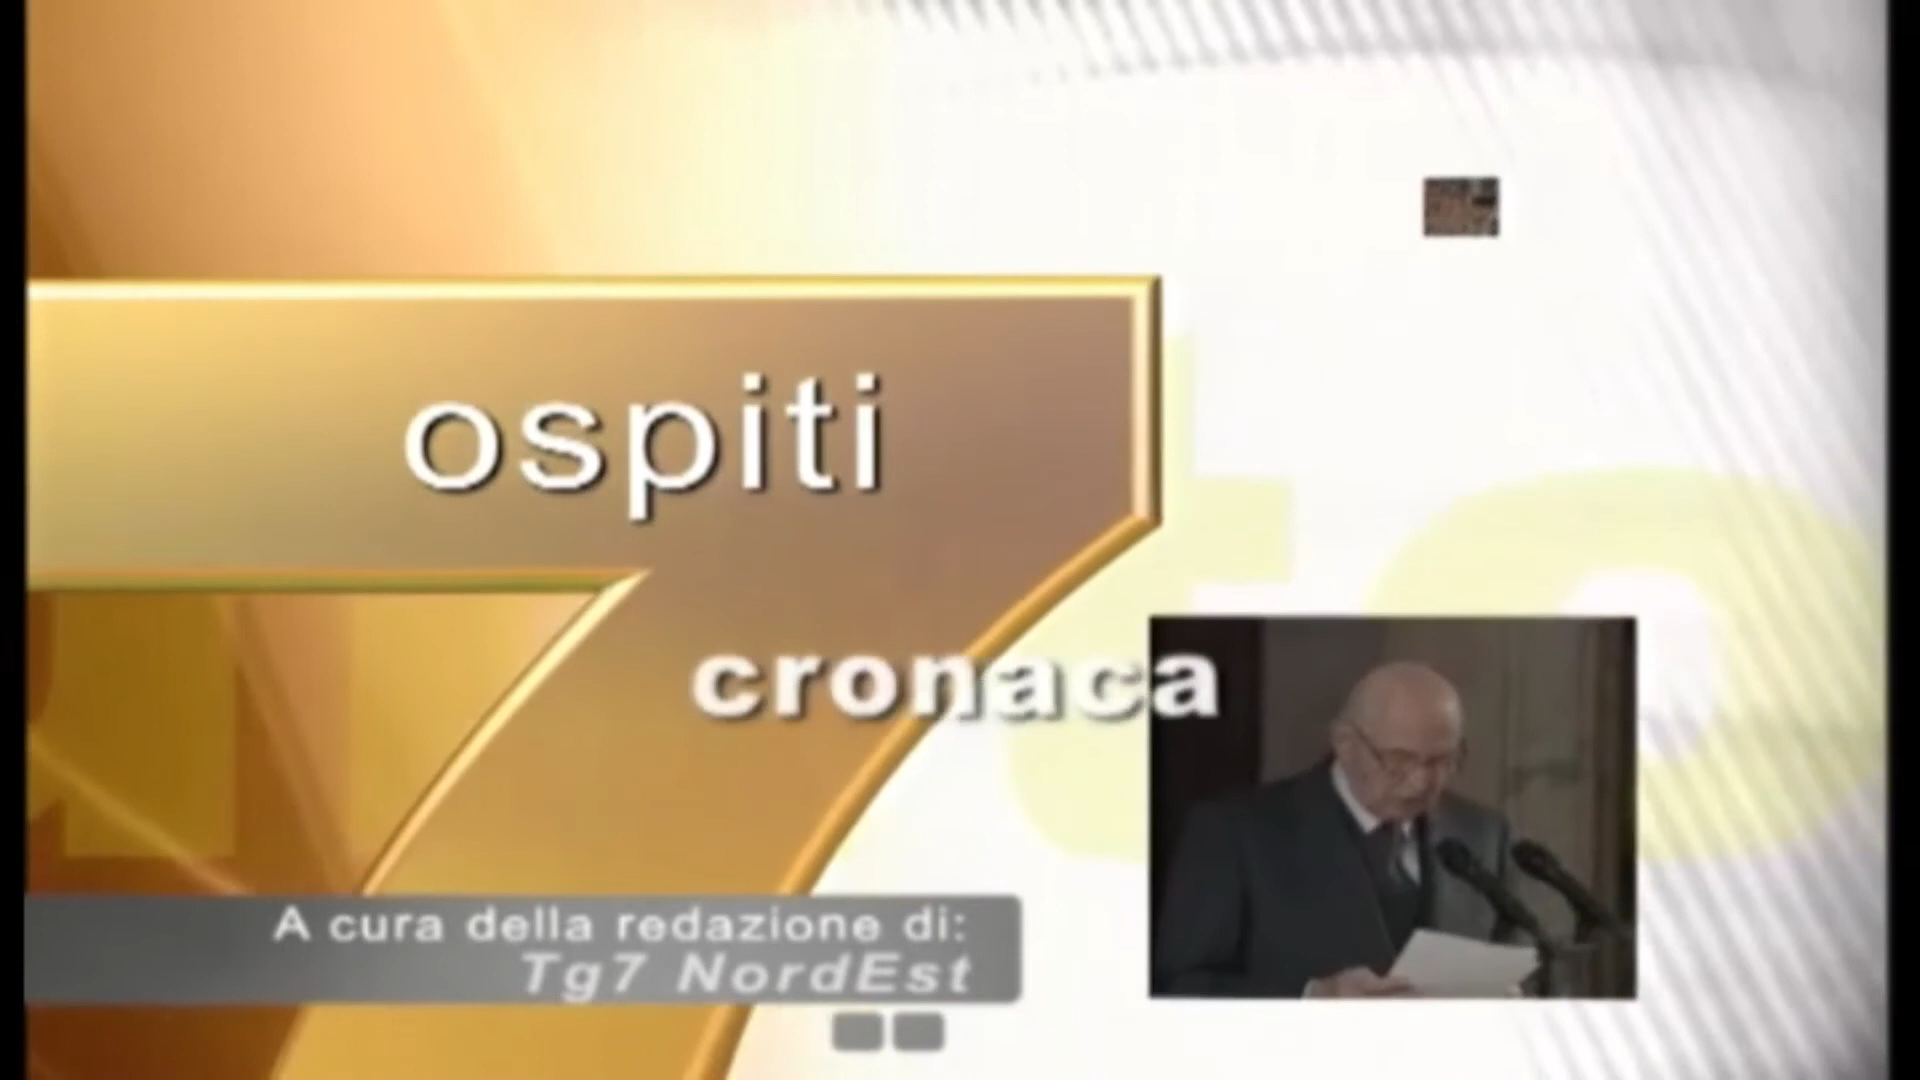 ospiti
cronaca
A cura della redazione di:
Tg7 NordEst